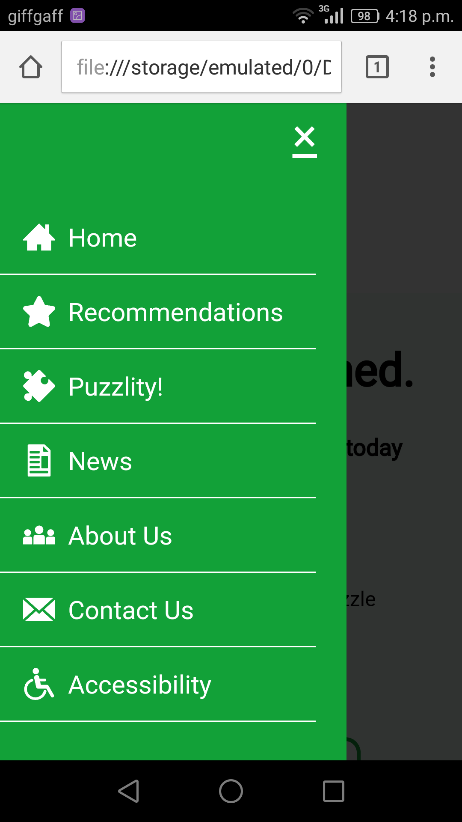 giffgaff 3G 98 4:18 p.m.
file:///storage/emulated/0/D 1
×
Home
Recommendations
ned.
Puzzlity!
today
News
About Us
zzle
Contact Us
Accessibility